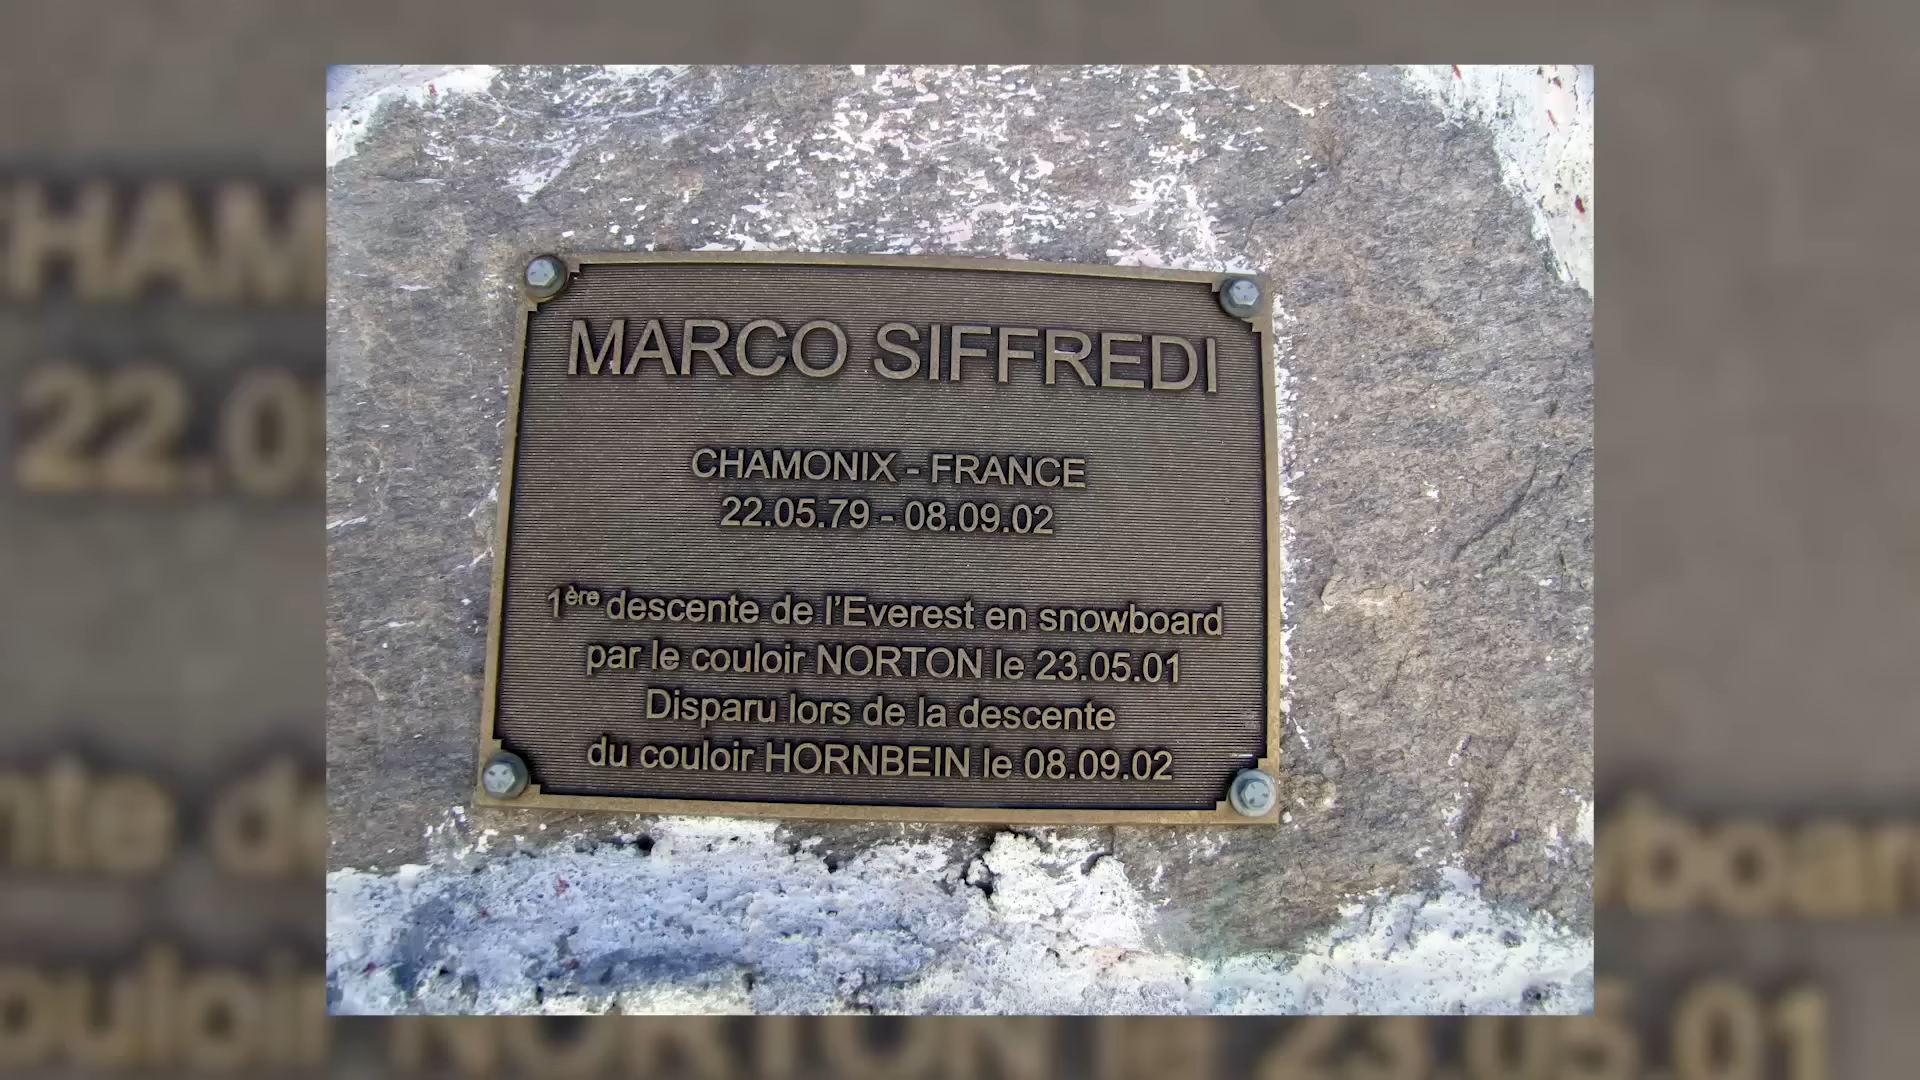 MARCO SIFFREDI
CHAMONIX - FRANCE
22.05.79 - 08.09.02
1ère descente de l'Everest en snowboard
par le couloir NORTON le 23.05.01
Disparu lors de la descente
du couloir HORNBEIN le 08.09.02